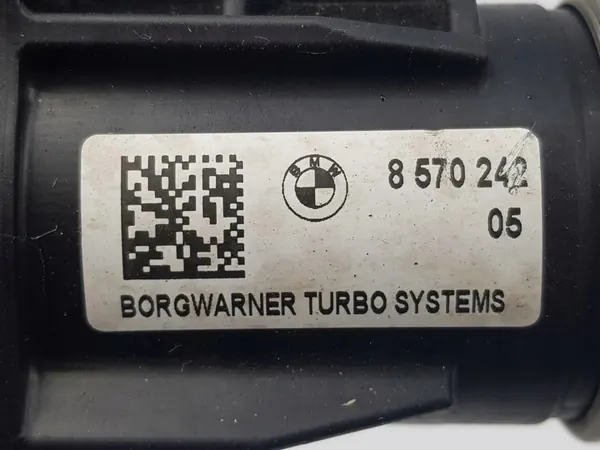 BMW
8 570 242
05
BORGWARNER TURBO SYSTEMS